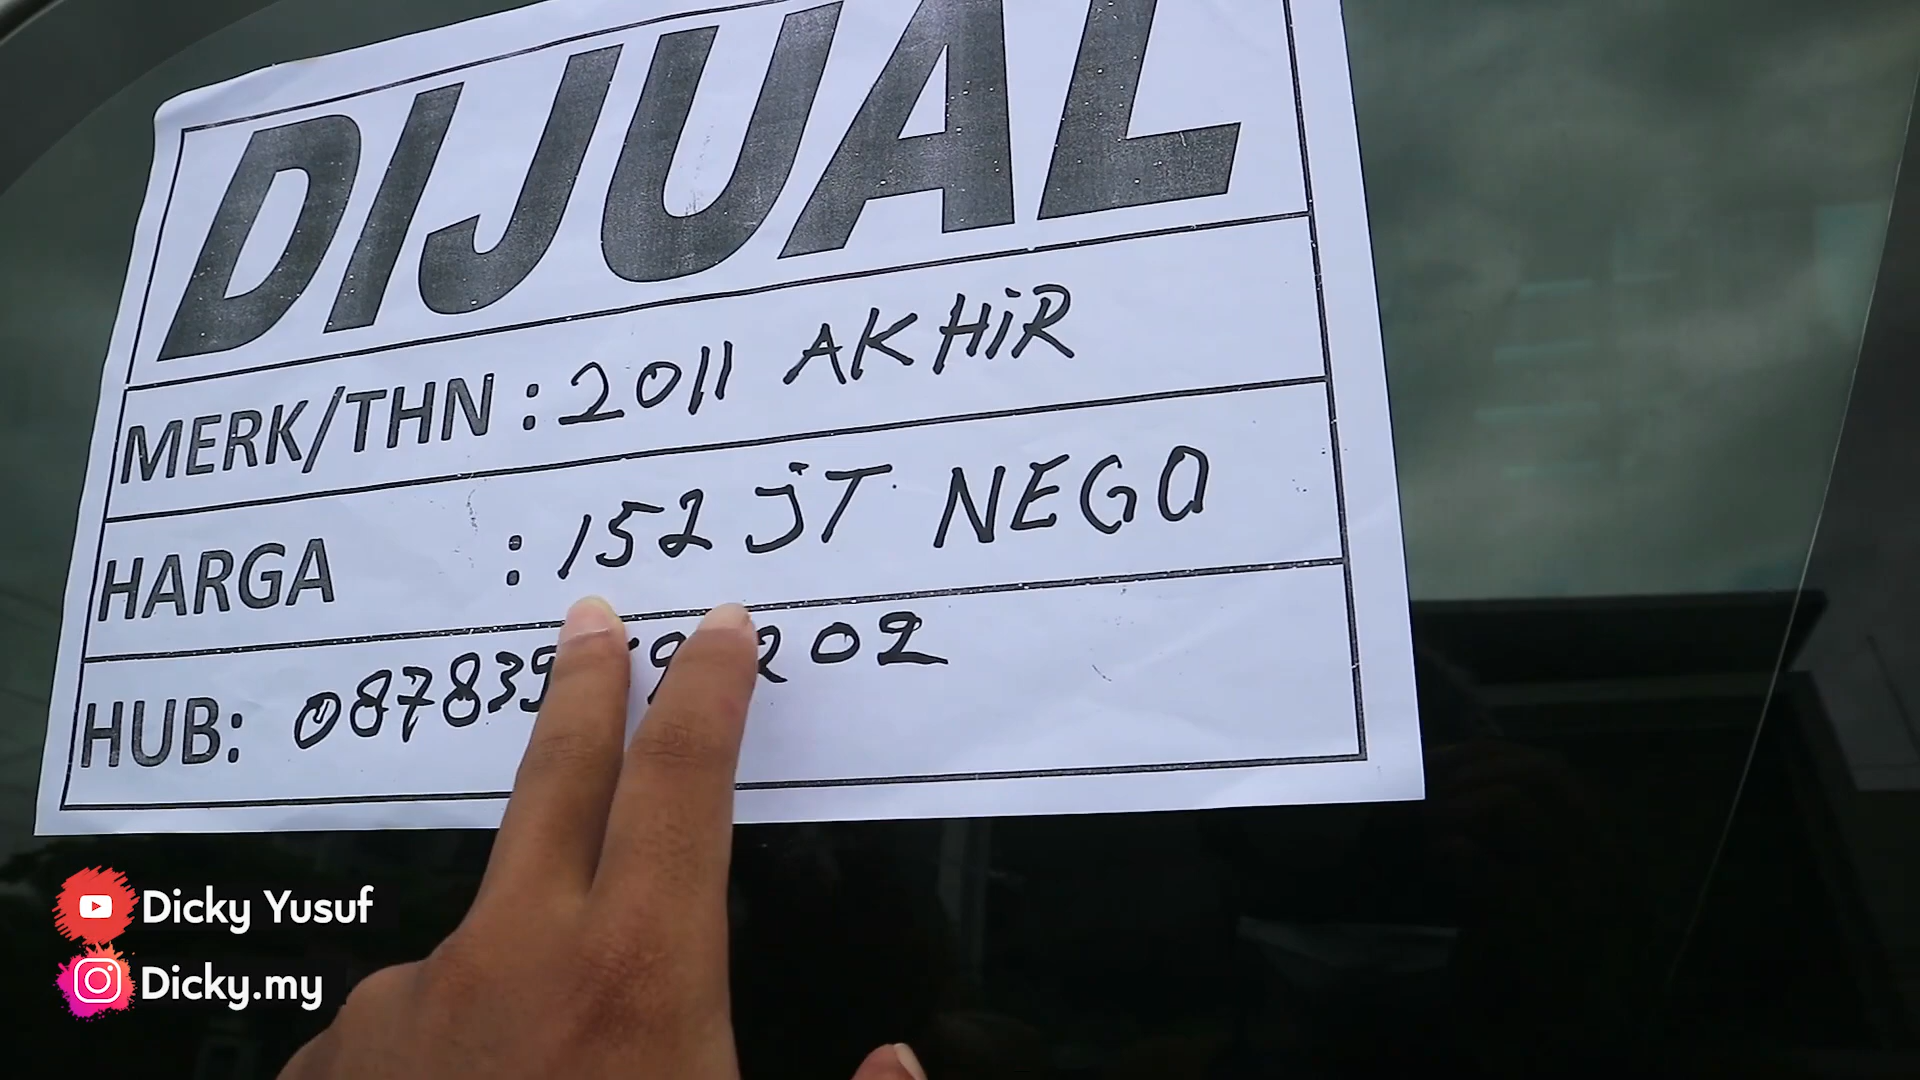 DIJUAL
MERK/THN : 2011 AKHiR
HARGA : 152 JT NEGO
HUB:
Dicky Yusuf
Dicky.my